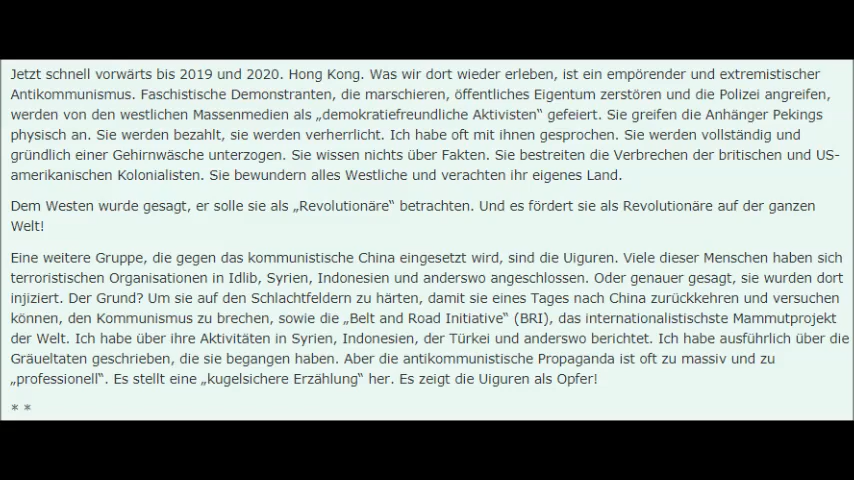 Jetzt schnell vorwärts bis 2019 und 2020. Hong Kong. Was wir dort wieder erleben, ist ein empörender und extremistischer
Antikommunismus. Faschistische Demonstranten, die marschieren, öffentliches Eigentum zerstören und die Polizei angreifen,
werden von den westlichen Massenmedien als „demokratiefreundliche Aktivisten“ gefeiert. Sie greifen die Anhänger Pekings
physisch an. Sie werden bezahlt, sie werden verherrlicht. Ich habe oft mit ihnen gesprochen. Sie werden vollständig und
gründlich einer Gehirnwäsche unterzogen. Sie wissen nichts über Fakten. Sie bestreiten die Verbrechen der britischen und US-
amerikanischen Kolonialisten. Sie bewundern alles Westliche und verachten ihr eigenes Land.
Dem Westen wurde gesagt, er solle sie als „Revolutionäre“ betrachten. Und es fördert sie als Revolutionäre auf der ganzen
Welt!
Eine weitere Gruppe, die gegen das kommunistische China eingesetzt wird, sind die Uiguren. Viele dieser Menschen haben sich
terroristischen Organisationen in Idlib, Syrien, Indonesien und anderswo angeschlossen. Oder genauer gesagt, sie wurden dort
injiziert. Der Grund? Um sie auf den Schlachtfeldern zu härten, damit sie eines Tages nach China zurückkehren und versuchen
können, den Kommunismus zu brechen, sowie die „Belt and Road Initiative“ (BRI), das internationalistischste Mammutprojekt
der Welt. Ich habe über ihre Aktivitäten in Syrien, Indonesien, der Türkei und anderswo berichtet. Ich habe ausführlich über die
Gräueltaten geschrieben, die sie begangen haben. Aber die antikommunistische Propaganda ist oft zu massiv und zu
„professionell“. Es stellt eine „kugelsichere Erzählung“ her. Es zeigt die Uiguren als Opfer!
* *